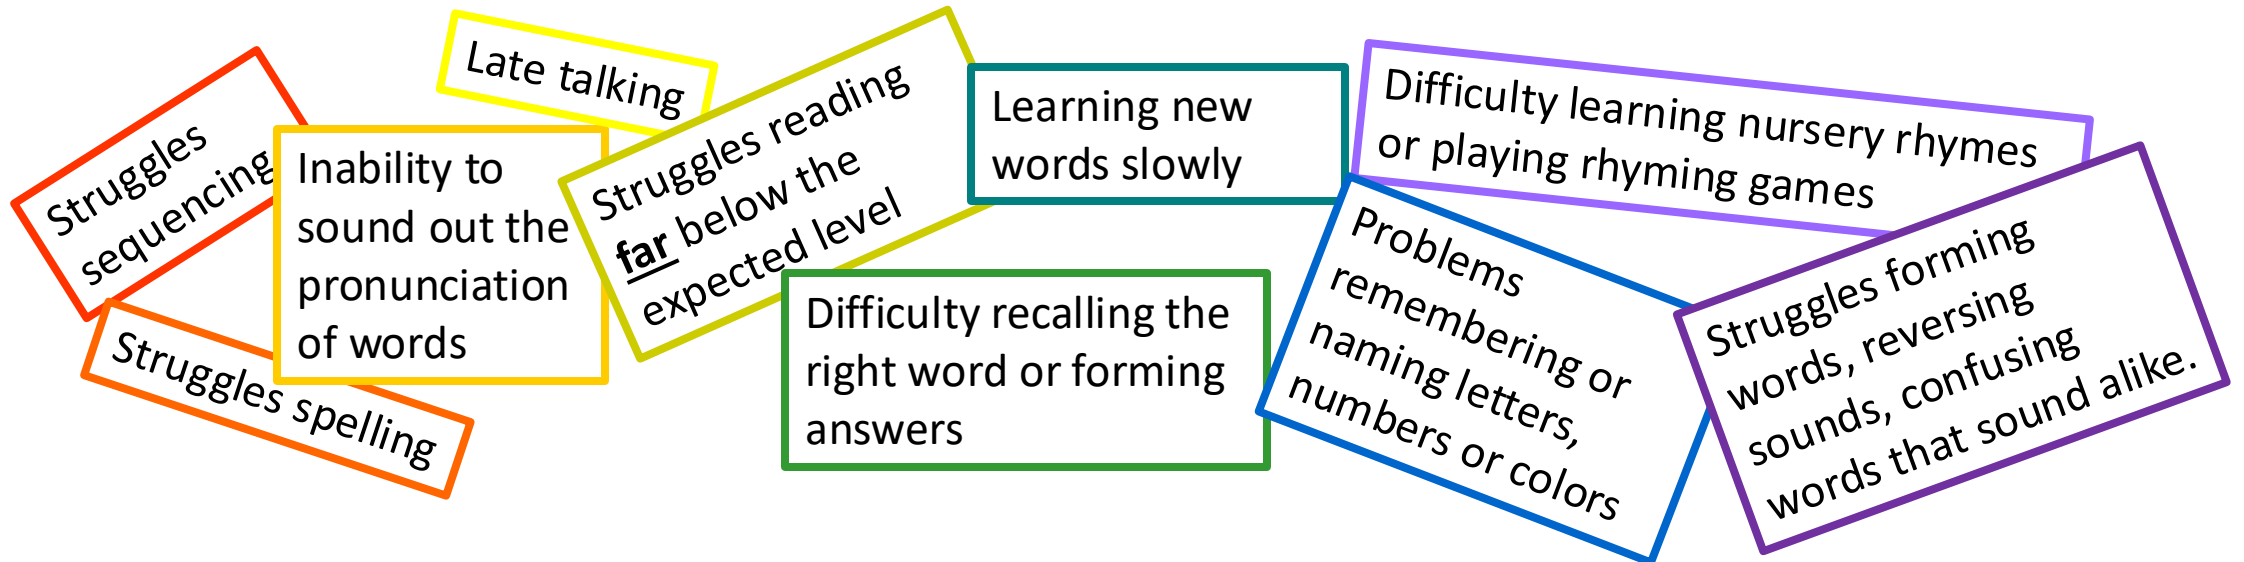 Struggles
sequencing
Struggles spelling
Inability to
sound out the
pronunciation
of words
Late talking
Struggles reading
far below the
expected level
Difficulty recalling the
right word or forming
answers
Learning new
words slowly
Difficulty learning nursery rhymes
or playing rhyming games
Problems
remembering or
naming letters,
numbers or colors
Struggles forming
words, reversing
sounds, confusing
words that sound alike.